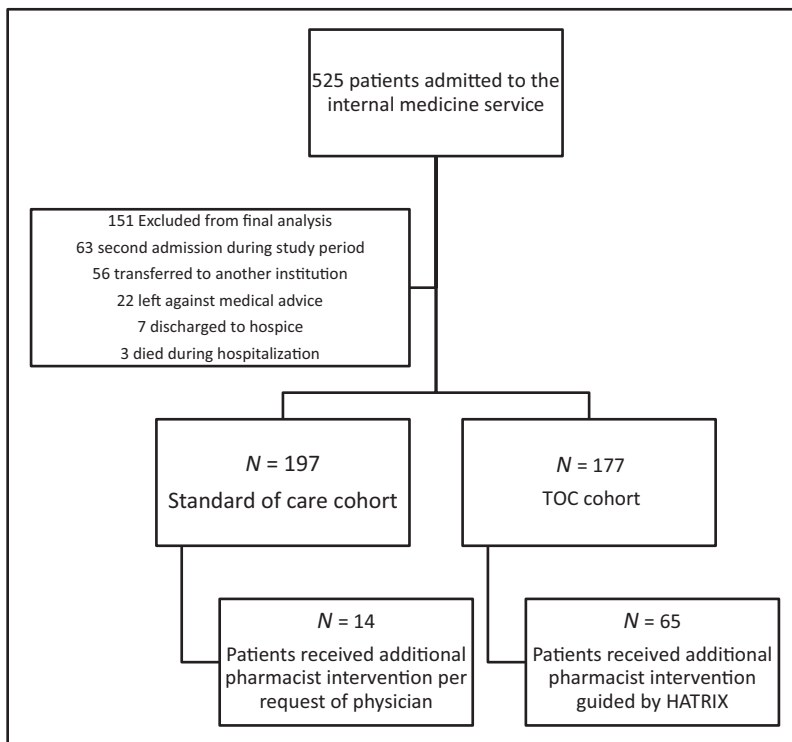 525 patients admitted to the
internal medicine service
151 Excluded from final analysis
63 second admission during study period
56 transferred to another institution
22 left against medical advice
7 discharged to hospice
3 died during hospitalization
N = 197
Standard of care cohort
N = 177
TOC cohort
N = 14
Patients received additional
pharmacist intervention per
request of physician
N = 65
Patients received additional
pharmacist intervention
guided by HATRIX